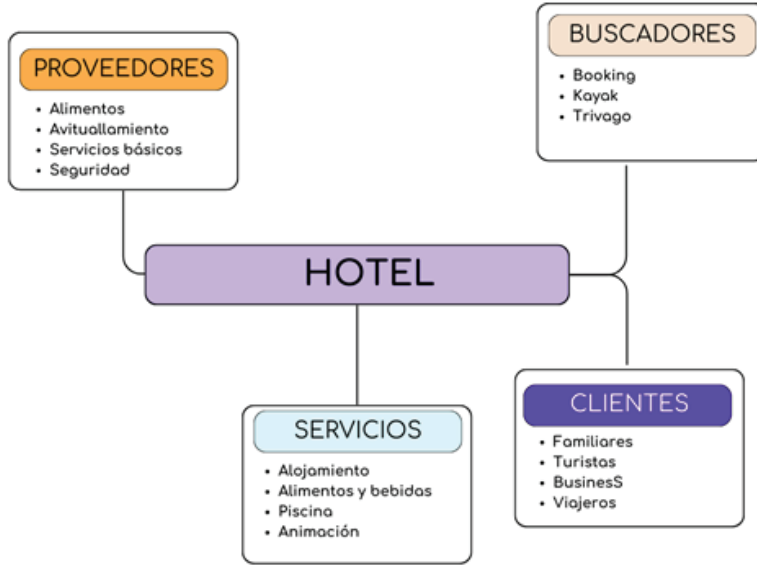 PROVEEDORES
• Alimentos
• Avituallamiento
• Servicios básicos
• Seguridad
BUSCADORES
• Booking
• Kayak
• Trivago
HOTEL
SERVICIOS
• Alojamiento
• Alimentos y bebidas
• Piscina
• Animación
CLIENTES
• Familiares
• Turistas
• BusinesS
• Viajeros